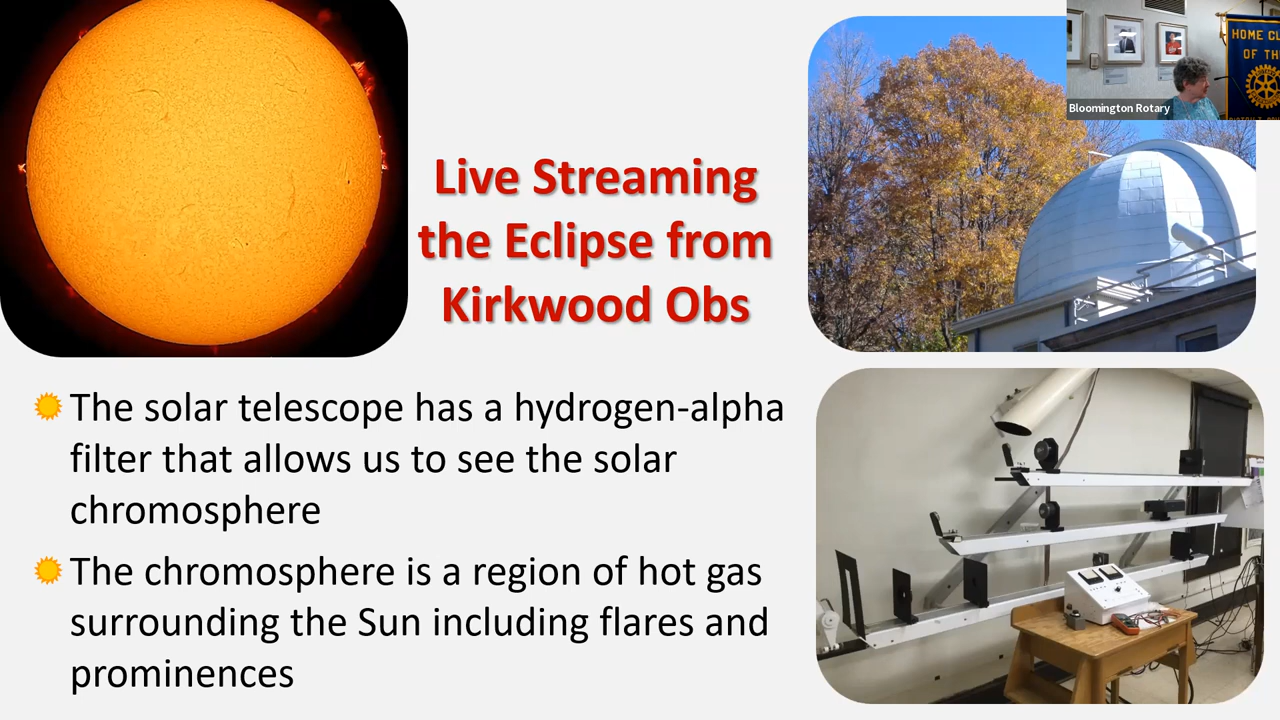 Live Streaming
the Eclipse from
Kirkwood Obs
The solar telescope has a hydrogen-alpha
filter that allows us to see the solar
chromosphere
The chromosphere is a region of hot gas
surrounding the Sun including flares and
prominences
Bloomington Rotary
HOME CL
OF TH